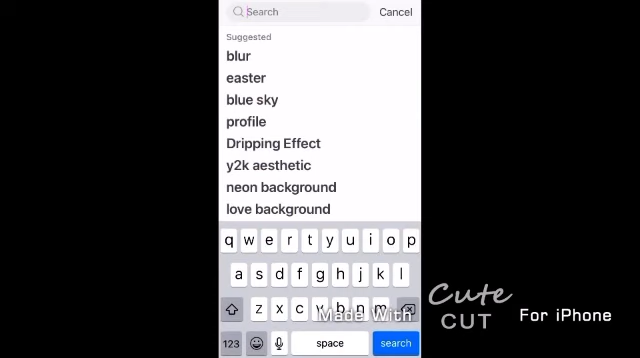 Search Cancel
Suggested
blur
easter
blue sky
profile
Dripping Effect
y2k aesthetic
neon background
love background
q w e r t y u i o p
a s d f g h j k l
z x c v b n m
Made With Cute CUT For iPhone
123 space search